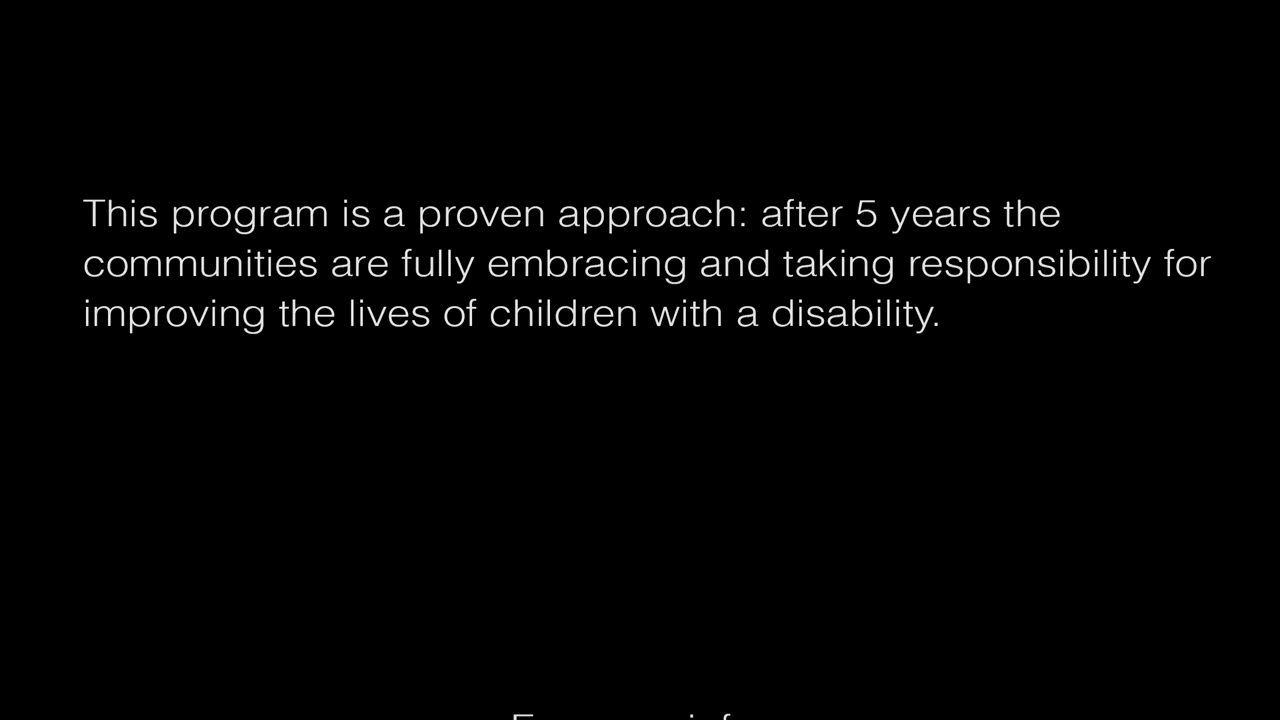 This program is a proven approach: after 5 years the
communities are fully embracing and taking responsibility for
improving the lives of children with a disability.